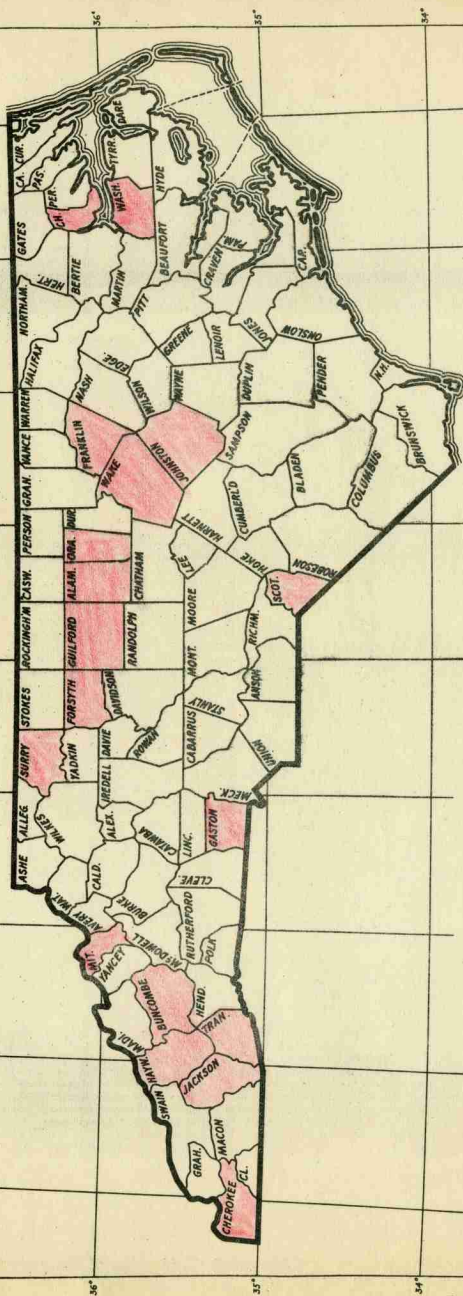 36°
35°
34°
CUR.
CA.
PAS.
PER.
CH.
GATES
HERT.
BERTIE
NORTHAM.
HALIFAX
WARREN
VANCE
GRAN.
PERSON
CASW.
ROCKINGH'M
STOKES
SURRY
ALLEG.
ASHE
DARE
TYRR.
WASH.
HYDE
BEAUFORT
MARTIN
PITT
EDGE.
NASH
FRANKLIN
WAKE
DUR.
ORA.
ALAM.
GUILFORD
FORSYTH
YADKIN
WILKES
WAT.
AVERY
MIT.
YANCEY
MADI.
PAM.
CRAVEN
CAR.
JONES
LENOIR
GREENE
WILSON
WAYNE
JOHNSTON
CHATHAM
RANDOLPH
DAVIDSON
DAVIE
ROWAN
IREDELL
ALEX.
CALD.
CATAWBA
BURKE
McDOWELL
BUNCOMBE
HAYW.
SWAIN
GRAH.
ONSLOW
DUPLIN
PENDER
SAMPSON
HARNETT
LEE
MOORE
MONT.
STANLY
CABARRUS
LINC.
GASTON
MECK.
CLEVE.
RUTHERFORD
POLK
HEND.
TRAN.
JACKSON
MACON
CL.
CHEROKEE
N.H.
BRUNSWICK
COLUMBUS
BLADEN
CUMBERL'D
HOKE
ROBESON
SCOT.
RICHM.
ANSON
UNION
36°
35°
34°